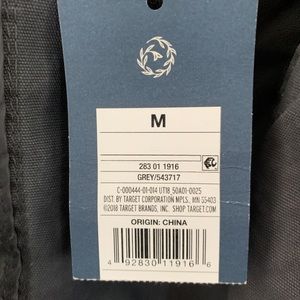 M
283 01 1916
GREY/543717
C-000444-01-014 UT18_50A01-0025
DIST. BY TARGET CORPORATION MPLS., MN 55403
©2018 TARGET BRANDS, INC. SHOP TARGET.COM
ORIGIN: CHINA
4 92830 11916 6